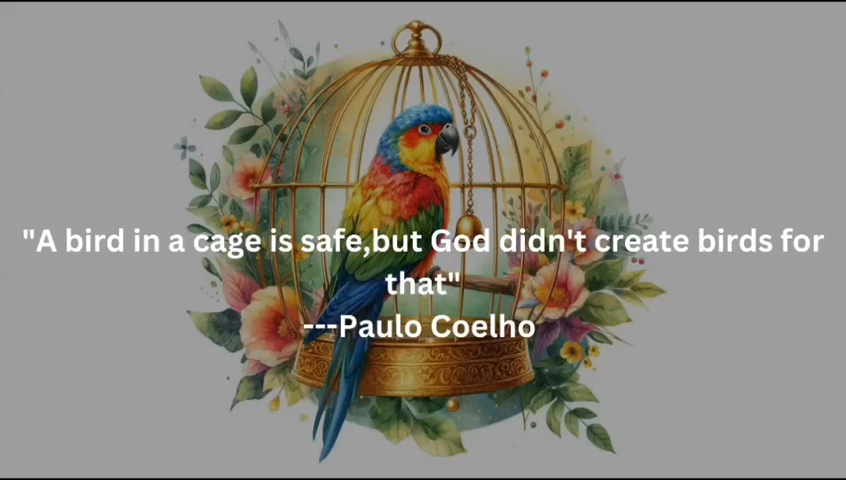 "A bird in a cage is safe,but God didn't create birds for
that"
---Paulo Coelho